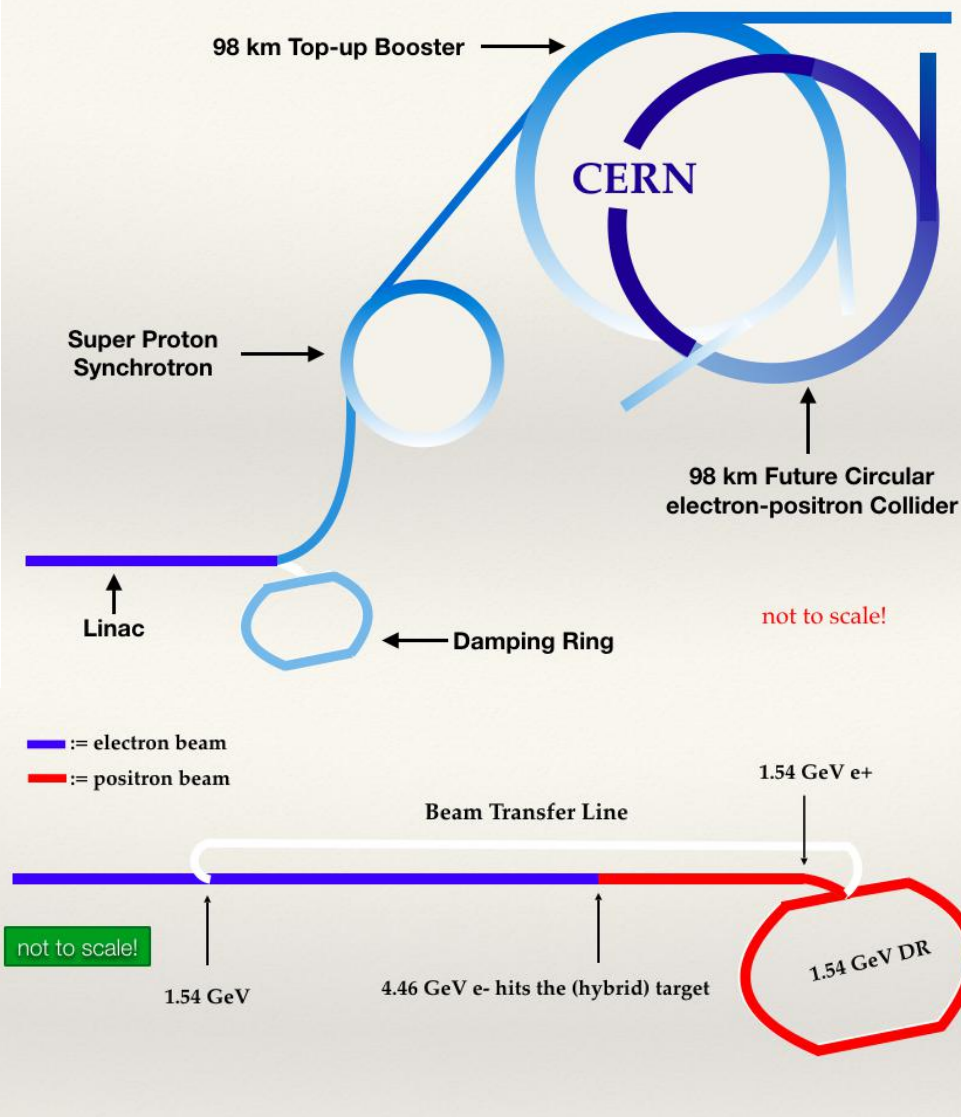 98 km Top-up Booster
CERN
Super Proton
Synchrotron
98 km Future Circular
electron-positron Collider
Linac
not to scale!
Damping Ring
:= electron beam
:= positron beam
1.54 GeV e+
Beam Transfer Line
not to scale!
1.54 GeV DR
1.54 GeV
4.46 GeV e- hits the (hybrid) target